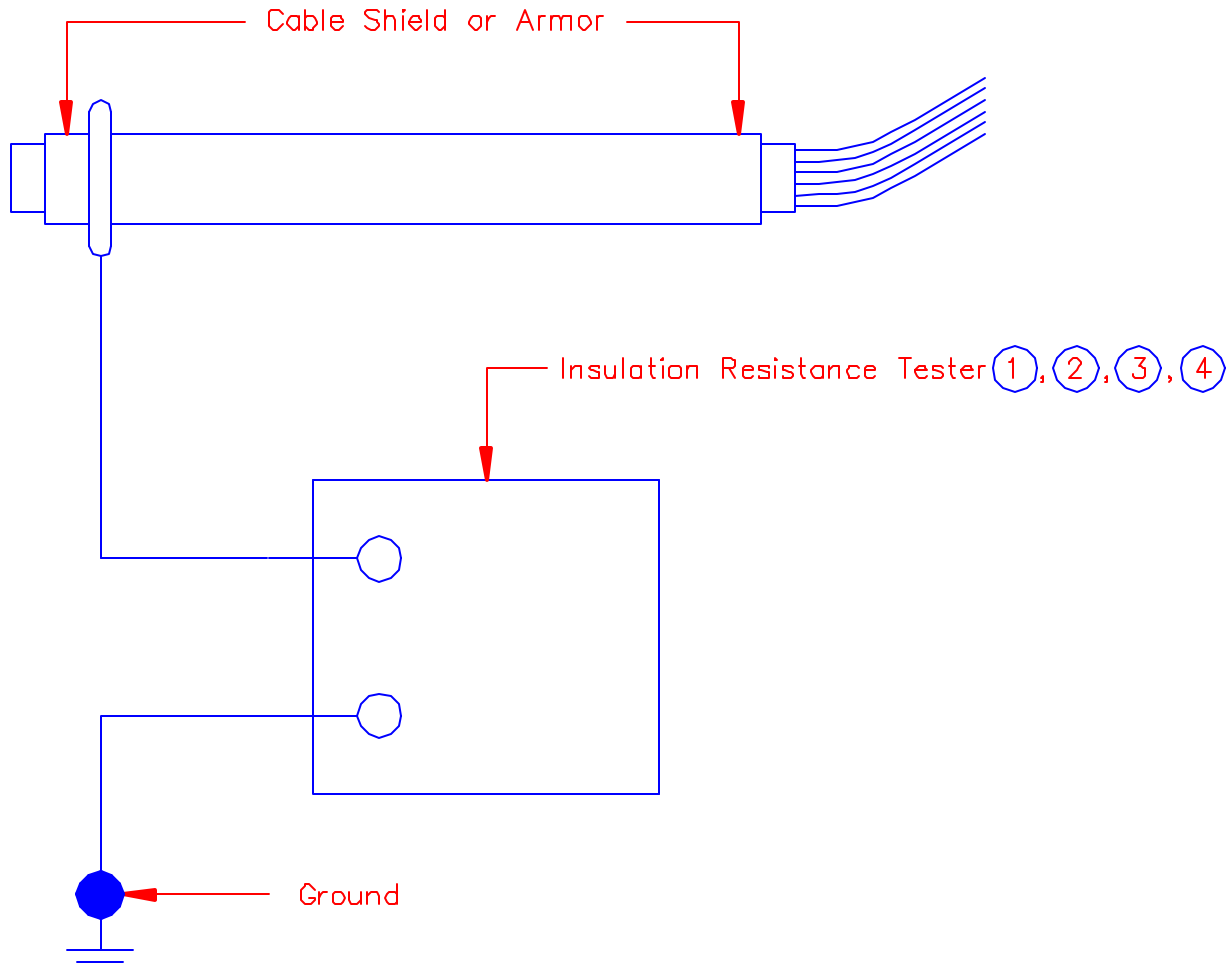 Cable Shield or Armor
Insulation Resistance Tester 1, 2, 3, 4
Ground